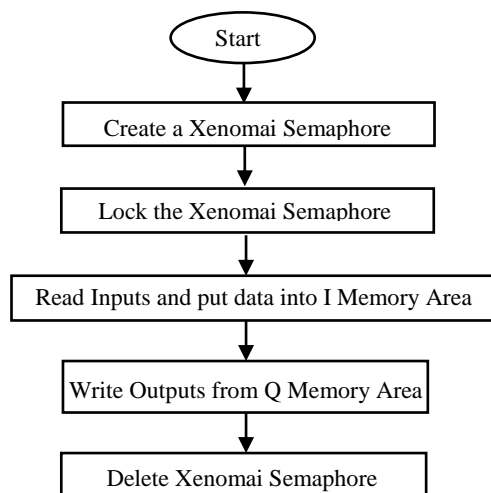 Start
Create a Xenomai Semaphore
Lock the Xenomai Semaphore
Read Inputs and put data into I Memory Area
Write Outputs from Q Memory Area
Delete Xenomai Semaphore